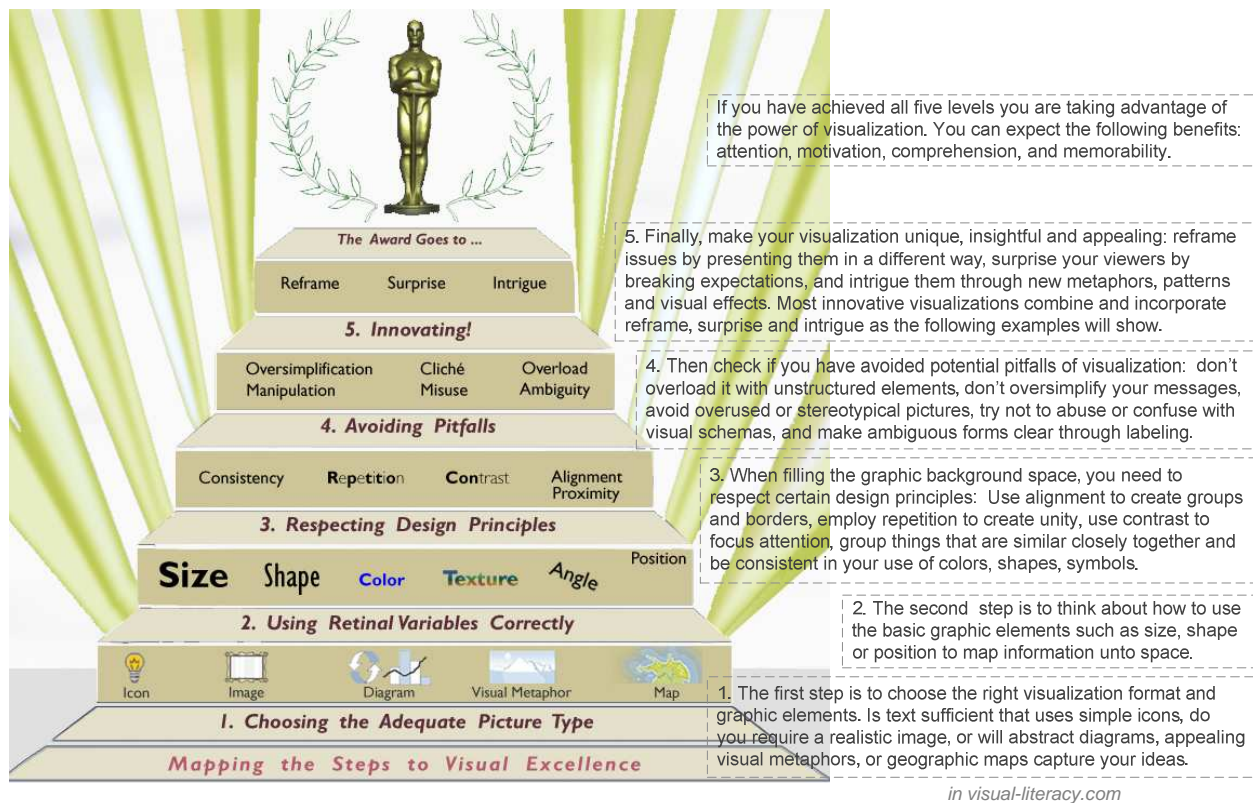 If you have achieved all five levels you are taking advantage of
the power of visualization. You can expect the following benefits:
attention, motivation, comprehension, and memorability.
The Award Goes to ...
Reframe Surprise Intrigue
5. Finally, make your visualization unique, insightful and appealing: reframe
issues by presenting them in a different way, surprise your viewers by
breaking expectations, and intrigue them through new metaphors, patterns
and visual effects. Most innovative visualizations combine and incorporate
reframe, surprise and intrigue as the following examples will show.
5. Innovating!
Oversimplification Cliché Overload
Manipulation Misuse Ambiguity
4. Then check if you have avoided potential pitfalls of visualization: don't
overload it with unstructured elements, don't oversimplify your messages,
avoid overused or stereotypical pictures, try not to abuse or confuse with
visual schemas, and make ambiguous forms clear through labeling.
4. Avoiding Pitfalls
Consistency Repetition Contrast Alignment
Proximity
3. When filling the graphic background space, you need to
respect certain design principles: Use alignment to create groups
and borders, employ repetition to create unity, use contrast to
focus attention, group things that are similar closely together and
be consistent in your use of colors, shapes, symbols.
3. Respecting Design Principles
Size Shape Color Texture Angle Position
2. The second step is to think about how to use
the basic graphic elements such as size, shape
or position to map information unto space.
2. Using Retinal Variables Correctly
Icon Image Diagram Visual Metaphor Map
1. The first step is to choose the right visualization format and
graphic elements. Is text sufficient that uses simple icons, do
you require a realistic image, or will abstract diagrams, appealing
visual metaphors, or geographic maps capture your ideas.
1. Choosing the Adequate Picture Type
Mapping the Steps to Visual Excellence
in visual-literacy.com